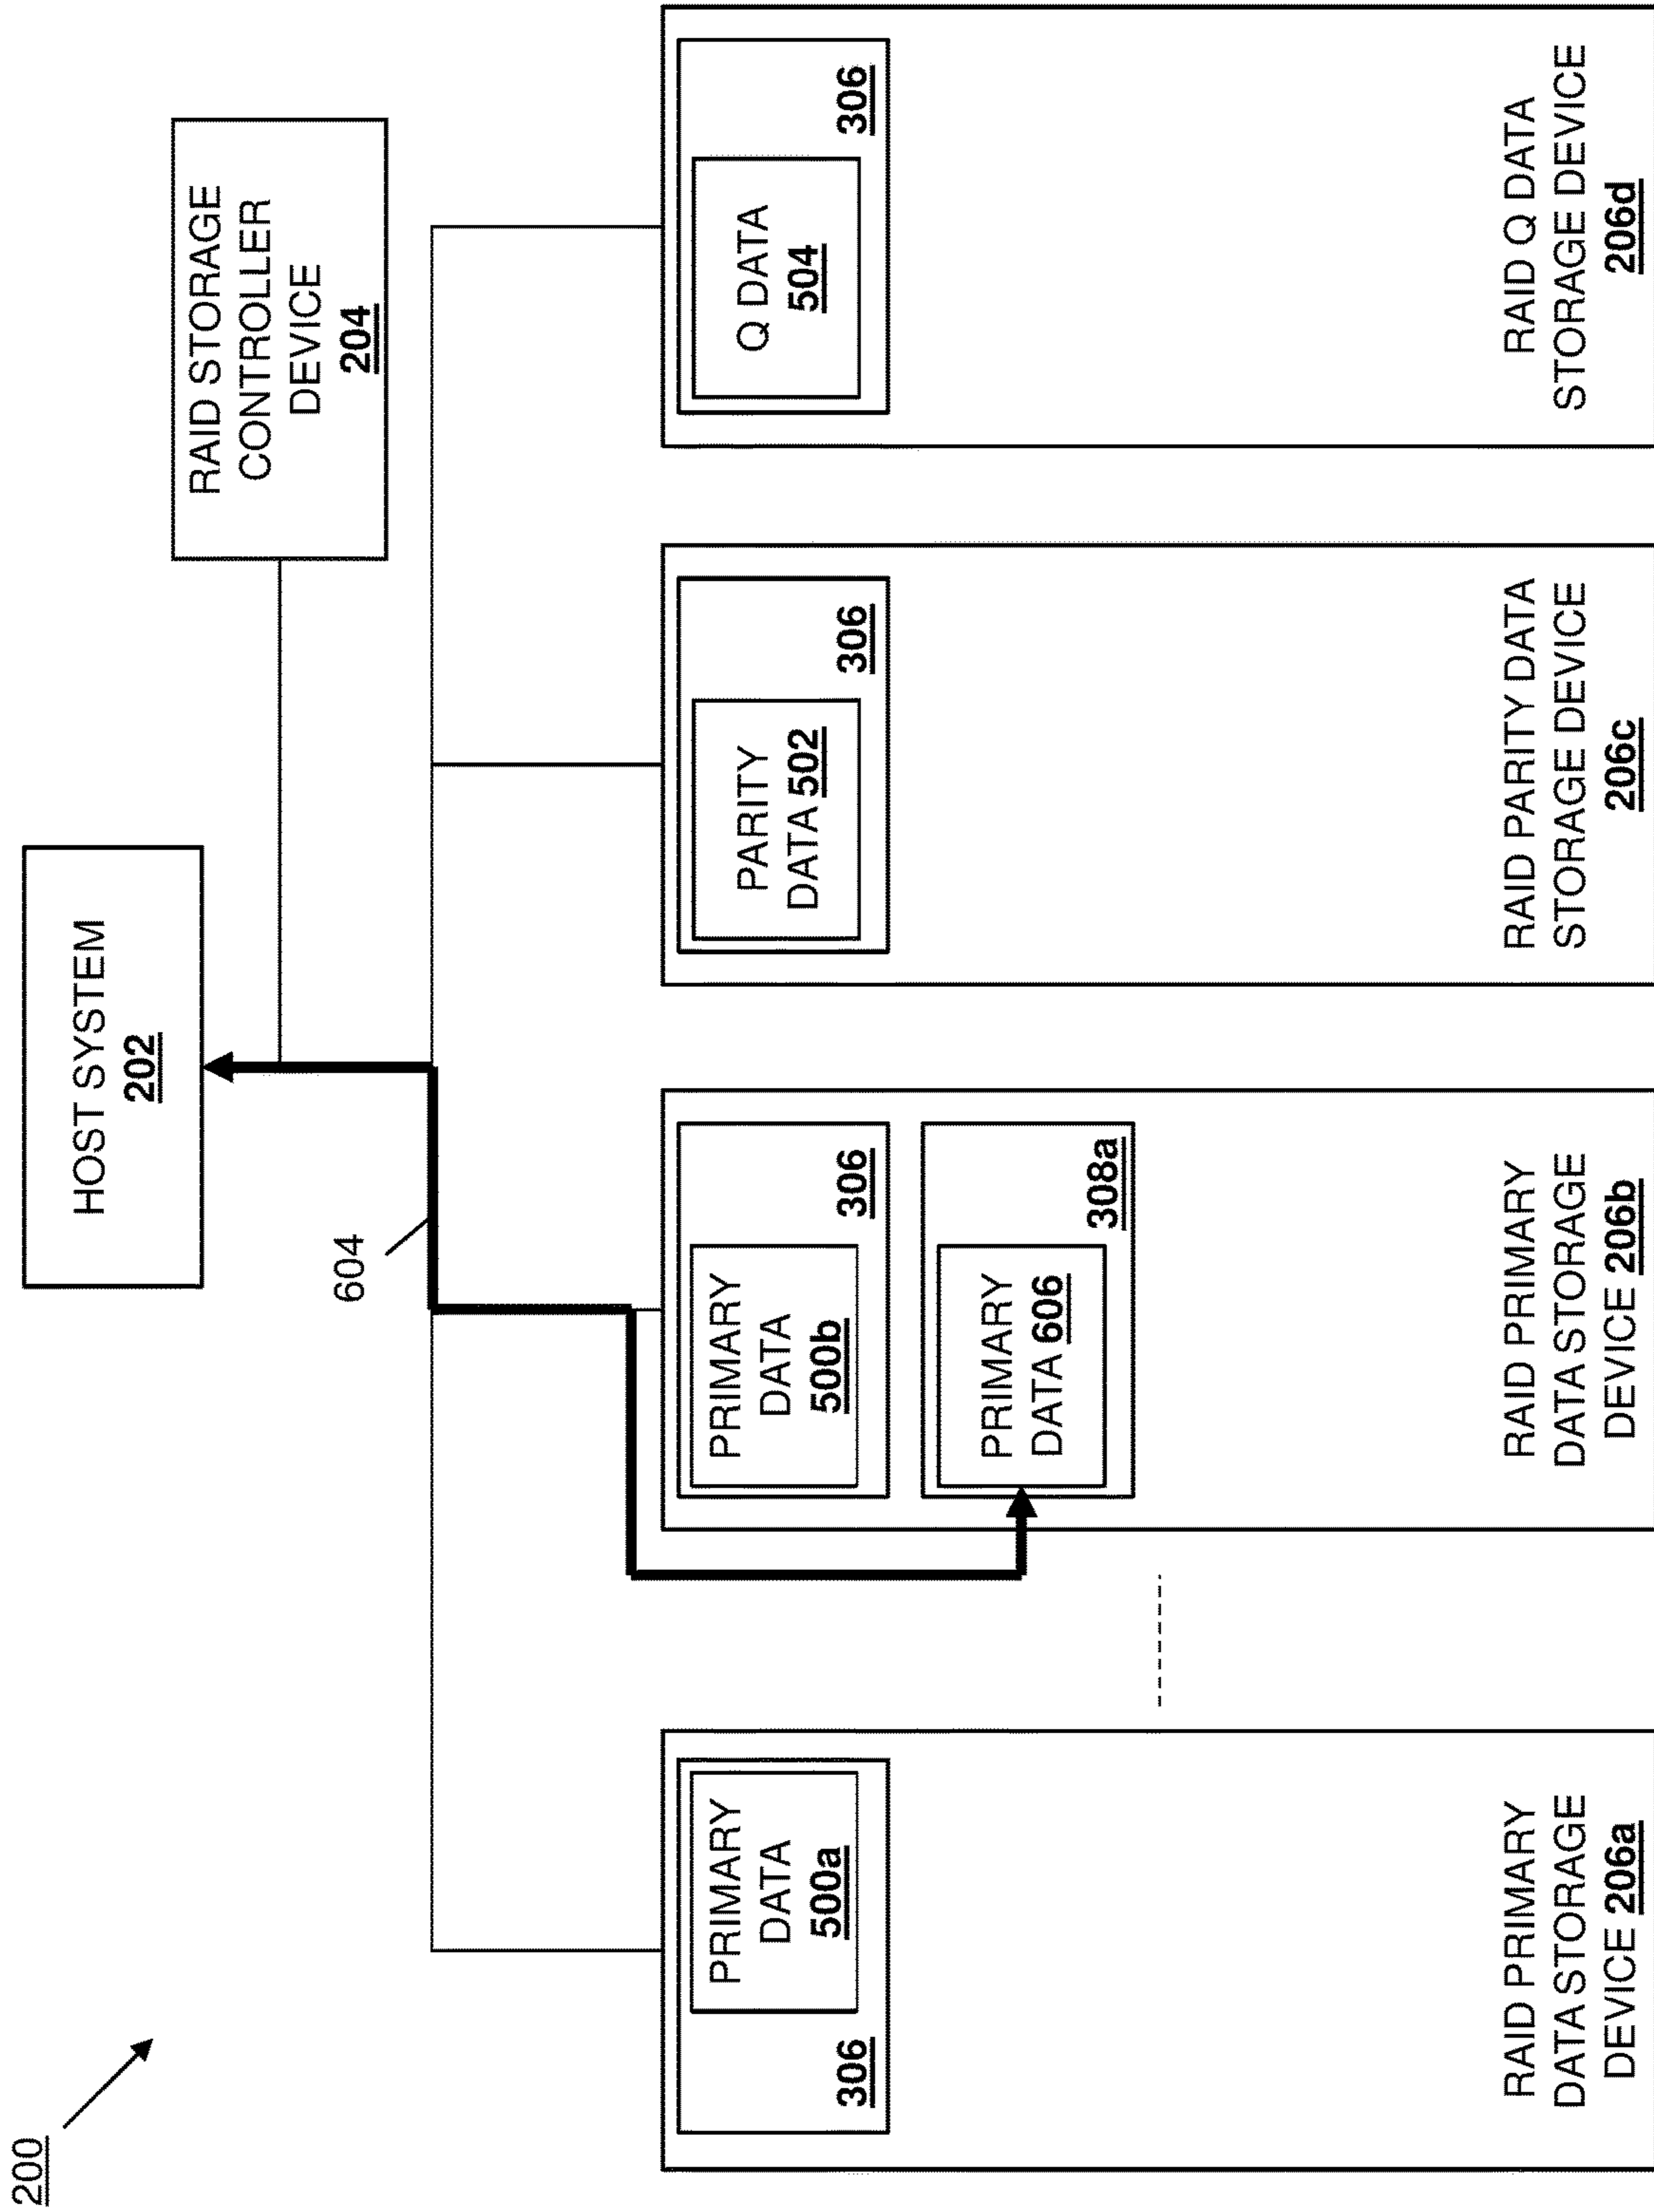 200
HOST SYSTEM
202
RAID STORAGE
CONTROLLER
DEVICE
204
604
306
PRIMARY
DATA
500a
RAID PRIMARY
DATA STORAGE
DEVICE 206a
PRIMARY
DATA
500b
306
PRIMARY
DATA 606
308a
RAID PRIMARY
DATA STORAGE
DEVICE 206b
PARITY
DATA 502
306
RAID PARITY DATA
STORAGE DEVICE
206c
Q DATA
504
306
RAID Q DATA
STORAGE DEVICE
206d